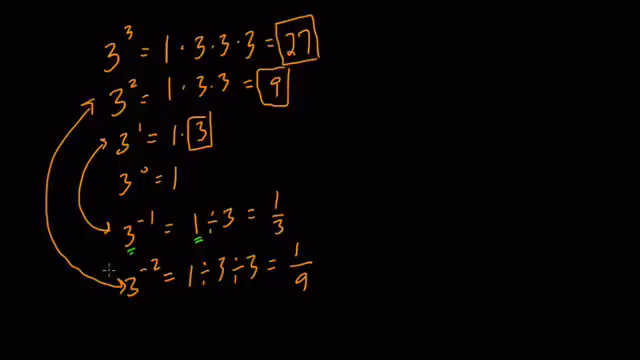 3³ = 1 · 3 · 3 · 3 = 27
3² = 1 · 3 · 3 = 9
3¹ = 1 · 3
3⁰ = 1
3⁻¹ = 1 ÷ 3 = 1/3
3⁻² = 1 ÷ 3 ÷ 3 = 1/9